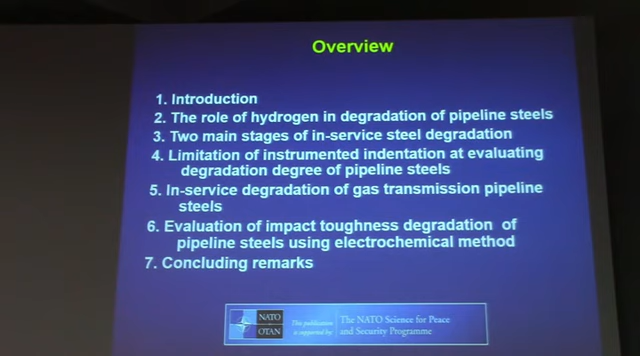 Overview
1. Introduction
2. The role of hydrogen in degradation of pipeline steels
3. Two main stages of in-service steel degradation
4. Limitation of instrumented indentation at evaluating
degradation degree of pipeline steels
5. In-service degradation of gas transmission pipeline
steels
6. Evaluation of impact toughness degradation of
pipeline steels using electrochemical method
7. Concluding remarks
NATO
OTAN
This publication
is supported by:
The NATO Science for Peace
and Security Programme